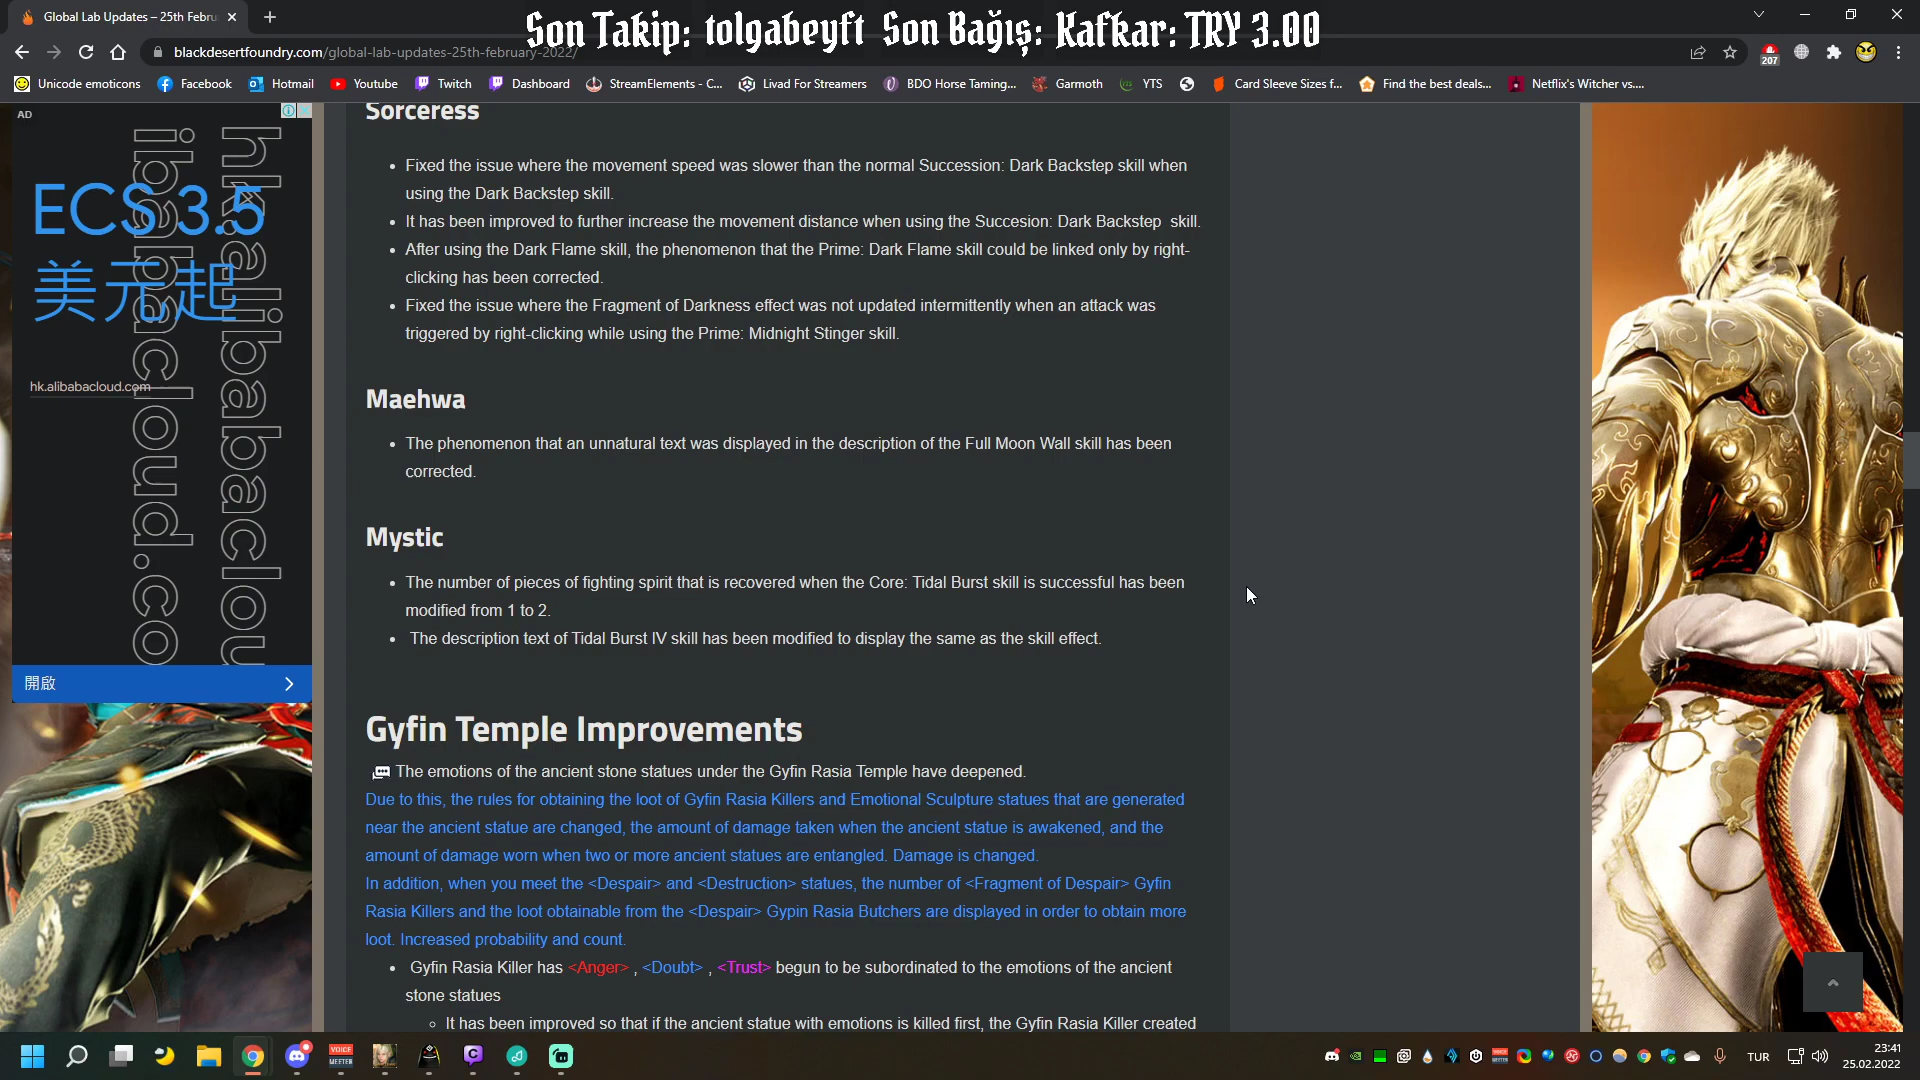 Global Lab Updates – 25th Febru
Son Takip: tolgabeyft Son Bağış: Kafkar: TRY 3.00
blackdesertfoundry.com/global-lab-updates-25th-february-2022/
207
Unicode emoticons
Facebook
Hotmail
Youtube
Twitch
Dashboard
StreamElements - C...
Livad For Streamers
BDO Horse Taming...
Garmoth
YTS
Card Sleeve Sizes f...
Find the best deals...
Netflix's Witcher vs....
AD
ECS 3.5
美元起
hk.alibabacloud.com
開啟
Sorceress
Fixed the issue where the movement speed was slower than the normal Succession: Dark Backstep skill when
using the Dark Backstep skill.
It has been improved to further increase the movement distance when using the Succesion: Dark Backstep skill.
After using the Dark Flame skill, the phenomenon that the Prime: Dark Flame skill could be linked only by right-
clicking has been corrected.
Fixed the issue where the Fragment of Darkness effect was not updated intermittently when an attack was
triggered by right-clicking while using the Prime: Midnight Stinger skill.
Maehwa
The phenomenon that an unnatural text was displayed in the description of the Full Moon Wall skill has been
corrected.
Mystic
The number of pieces of fighting spirit that is recovered when the Core: Tidal Burst skill is successful has been
modified from 1 to 2.
The description text of Tidal Burst IV skill has been modified to display the same as the skill effect.
Gyfin Temple Improvements
The emotions of the ancient stone statues under the Gyfin Rasia Temple have deepened.
Due to this, the rules for obtaining the loot of Gyfin Rasia Killers and Emotional Sculpture statues that are generated
near the ancient statue are changed, the amount of damage taken when the ancient statue is awakened, and the
amount of damage worn when two or more ancient statues are entangled. Damage is changed.
In addition, when you meet the <Despair> and <Destruction> statues, the number of <Fragment of Despair> Gyfin
Rasia Killers and the loot obtainable from the <Despair> Gypin Rasia Butchers are displayed in order to obtain more
loot. Increased probability and count.
Gyfin Rasia Killer has <Anger> , <Doubt> , <Trust> begun to be subordinated to the emotions of the ancient
stone statues
It has been improved so that if the ancient statue with emotions is killed first, the Gyfin Rasia Killer created
VOICE
MEETER
TUR
23:41
25.02.2022